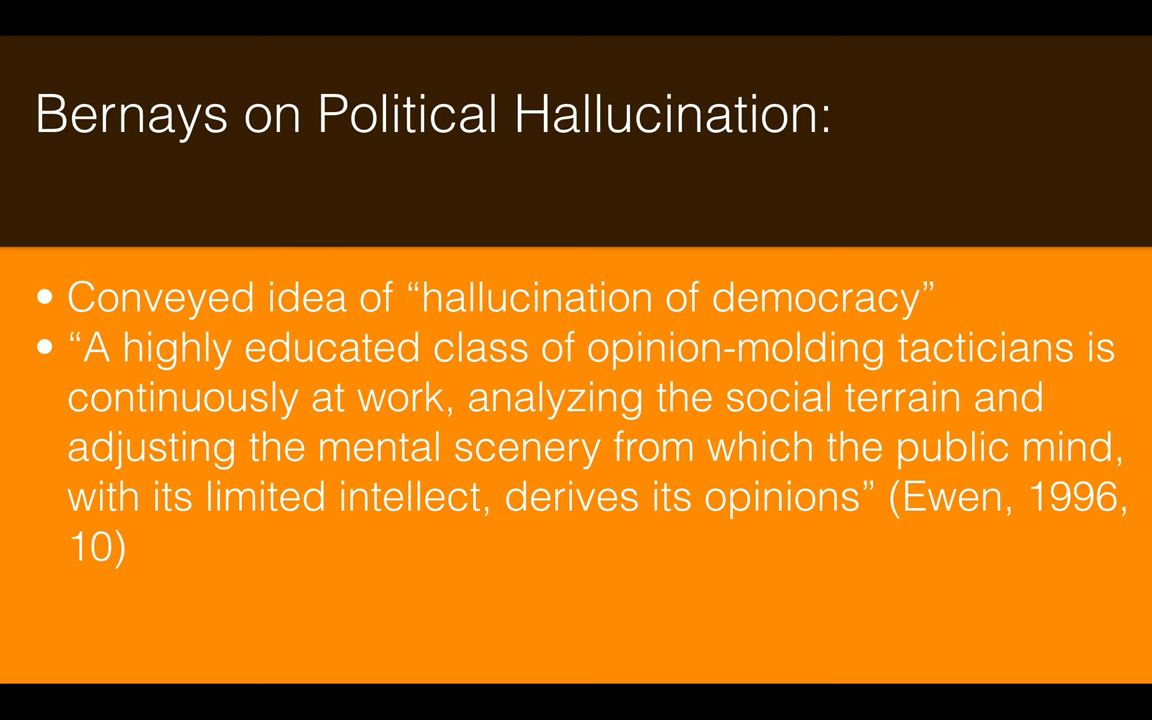 Bernays on Political Hallucination:
• Conveyed idea of “hallucination of democracy”
• “A highly educated class of opinion-molding tacticians is
continuously at work, analyzing the social terrain and
adjusting the mental scenery from which the public mind,
with its limited intellect, derives its opinions” (Ewen, 1996,
10)